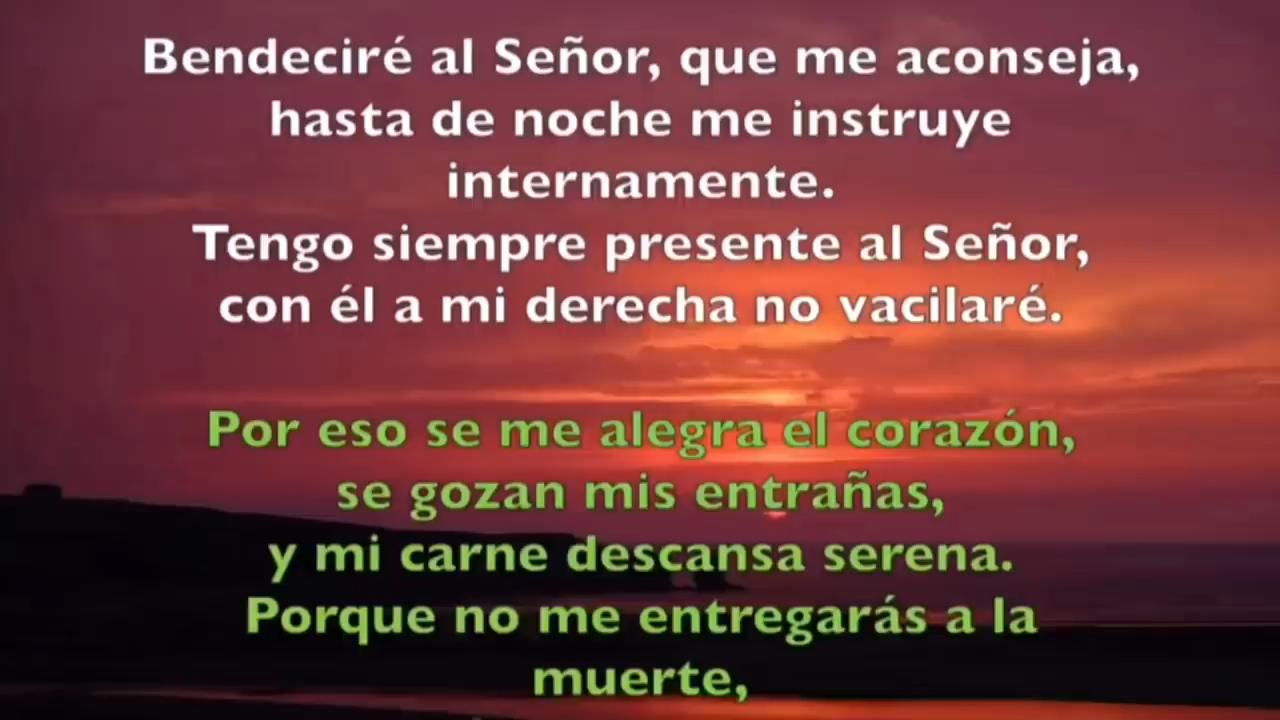 Bendeciré al Señor, que me aconseja,
hasta de noche me instruye
internamente.
Tengo siempre presente al Señor,
con él a mi derecha no vacilaré.
Por eso se me alegra el corazón,
se gozan mis entrañas,
y mi carne descansa serena.
Porque no me entregarás a la
muerte,